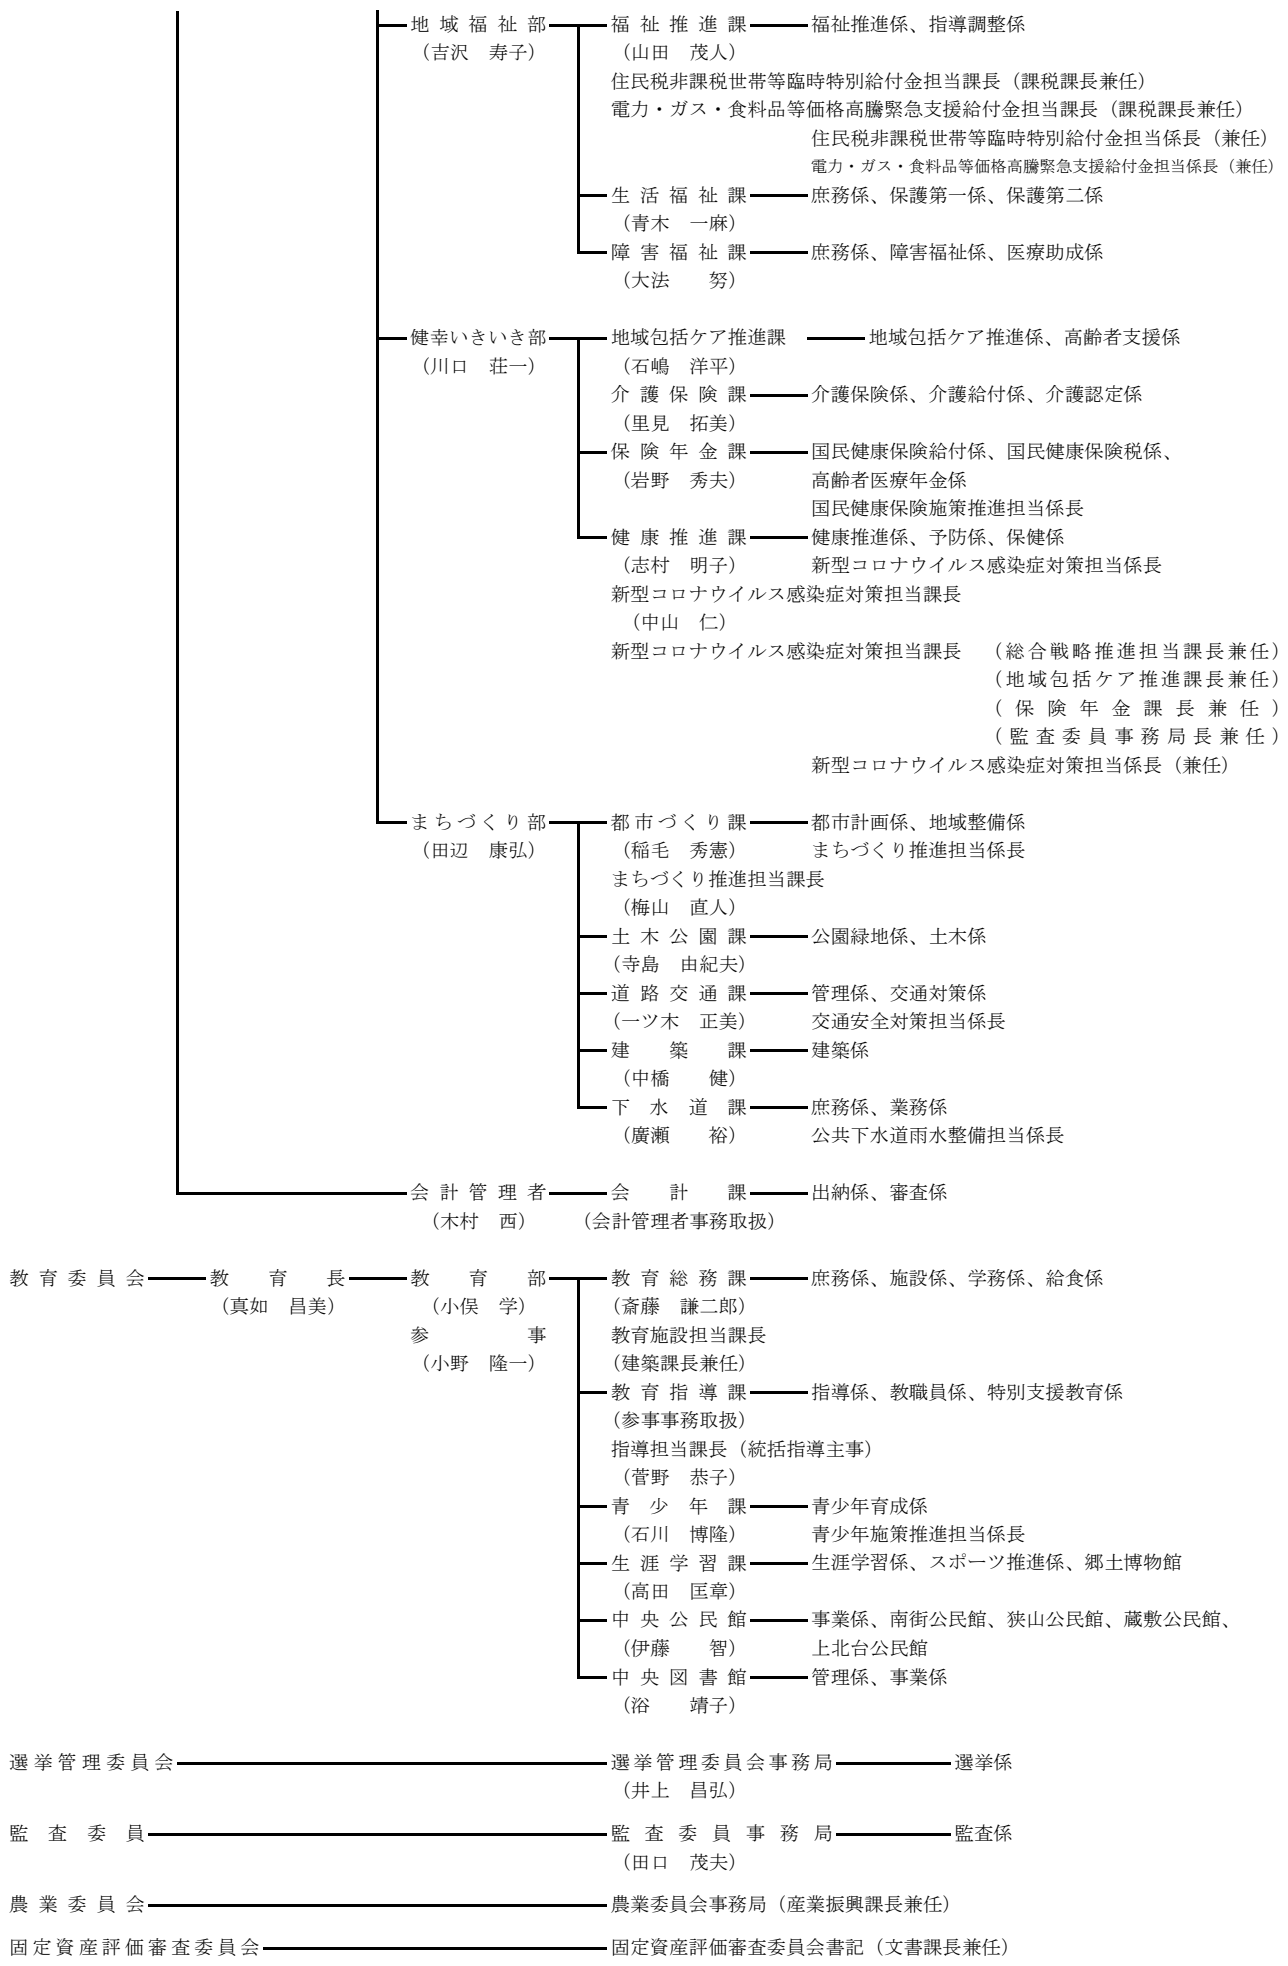 地域福祉部 福祉推進課 福祉推進係、指導調整係
（吉沢　寿子） （山田　茂人）
住民税非課税世帯等臨時特別給付金担当課長（課税課長兼任）
電力・ガス・食料品等価格高騰緊急支援給付金担当課長（課税課長兼任）
住民税非課税世帯等臨時特別給付金担当係長（兼任）
電力・ガス・食料品等価格高騰緊急支援給付金担当係長（兼任）
生活福祉課 庶務係、保護第一係、保護第二係
（青木　一麻）
障害福祉課 庶務係、障害福祉係、医療助成係
（大法　　努）
健幸いきいき部 地域包括ケア推進課 地域包括ケア推進係、高齢者支援係
（川口　荘一） （石嶋　洋平）
介護保険課 介護保険係、介護給付係、介護認定係
（里見　拓美）
保険年金課 国民健康保険給付係、国民健康保険税係、
（岩野　秀夫） 高齢者医療年金係
国民健康保険施策推進担当係長
健康推進課 健康推進係、予防係、保健係
（志村　明子） 新型コロナウイルス感染症対策担当係長
新型コロナウイルス感染症対策担当課長
（中山　仁）
新型コロナウイルス感染症対策担当課長 （総合戦略推進担当課長兼任）
（地域包括ケア推進課長兼任）
（保険年金課長兼任）
（監査委員事務局長兼任）
新型コロナウイルス感染症対策担当係長（兼任）
まちづくり部 都市づくり課 都市計画係、地域整備係
（田辺　康弘） （稲毛　秀憲） まちづくり推進担当係長
まちづくり推進担当課長
（梅山　直人）
土木公園課 公園緑地係、土木係
（寺島　由紀夫）
道路交通課 管理係、交通対策係
（一ツ木　正美） 交通安全対策担当係長
建築課 建築係
（中橋　　健）
下水道課 庶務係、業務係
（廣瀬　　裕） 公共下水道雨水整備担当係長
会計管理者 会計課 出納係、審査係
（木村　西） （会計管理者事務取扱）
教育委員会 教育長 教育部 教育総務課 庶務係、施設係、学務係、給食係
（真如　昌美） （小俣　学） （斎藤　謙二郎）
参事 教育施設担当課長
（小野　隆一） （建築課長兼任）
教育指導課 指導係、教職員係、特別支援教育係
（参事事務取扱）
指導担当課長（統括指導主事）
（菅野　恭子）
青少年課 青少年育成係
（石川　博隆） 青少年施策推進担当係長
生涯学習課 生涯学習係、スポーツ推進係、郷土博物館
（高田　匡章）
中央公民館 事業係、南街公民館、狭山公民館、蔵敷公民館、
（伊藤　　智） 上北台公民館
中央図書館 管理係、事業係
（浴　　靖子）
選挙管理委員会 選挙管理委員会事務局 選挙係
（井上　昌弘）
監査委員 監査委員事務局 監査係
（田口　茂夫）
農業委員会 農業委員会事務局（産業振興課長兼任）
固定資産評価審査委員会 固定資産評価審査委員会書記（文書課長兼任）